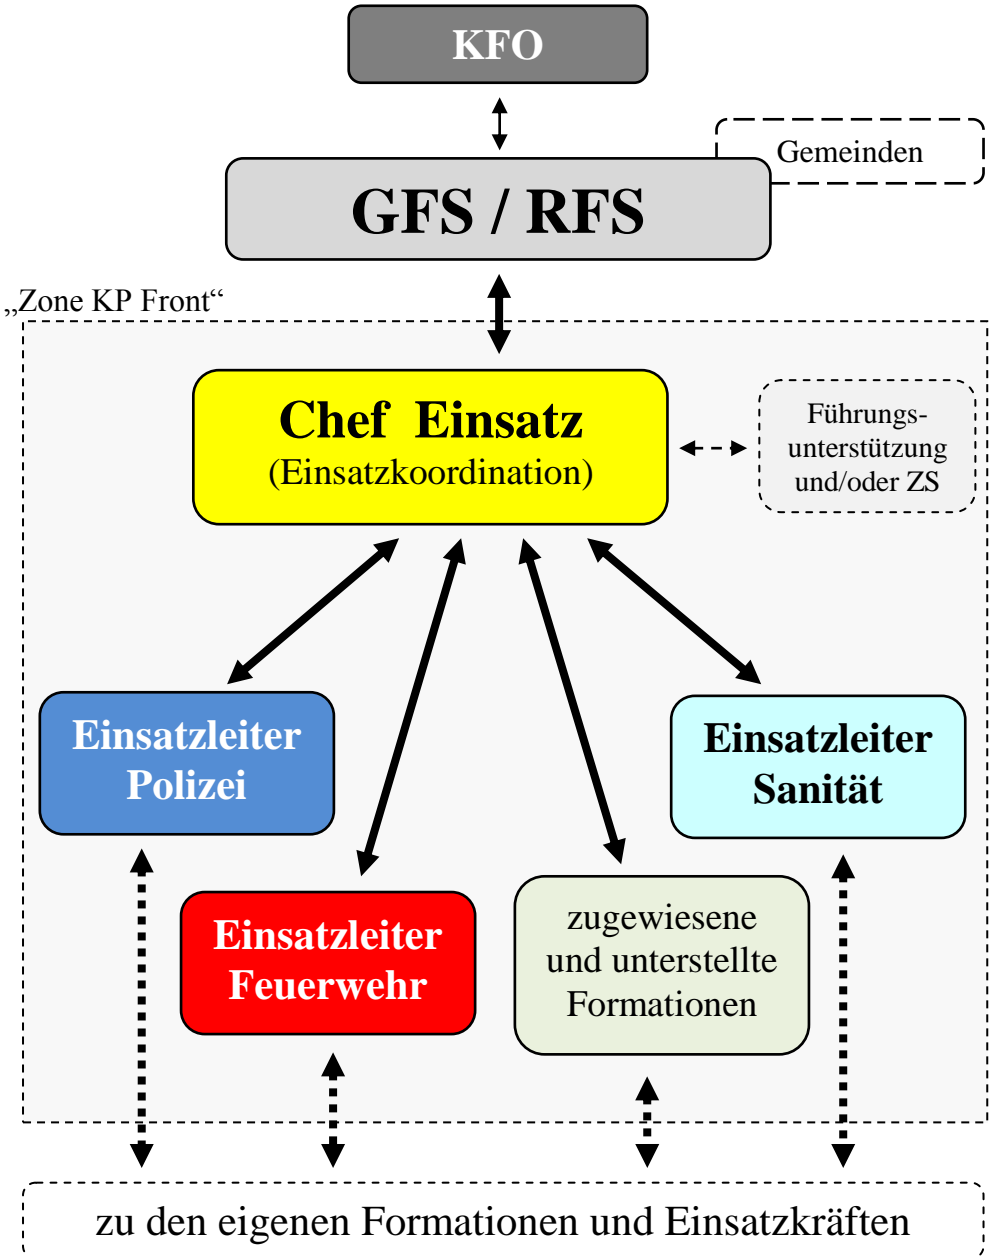 KFO
Gemeinden
GFS / RFS
„Zone KP Front“
Chef Einsatz
(Einsatzkoordination)
Führungs-
unterstützung
und/oder ZS
Einsatzleiter
Polizei
Einsatzleiter
Sanität
Einsatzleiter
Feuerwehr
zugewiesene
und unterstellte
Formationen
zu den eigenen Formationen und Einsatzkräften